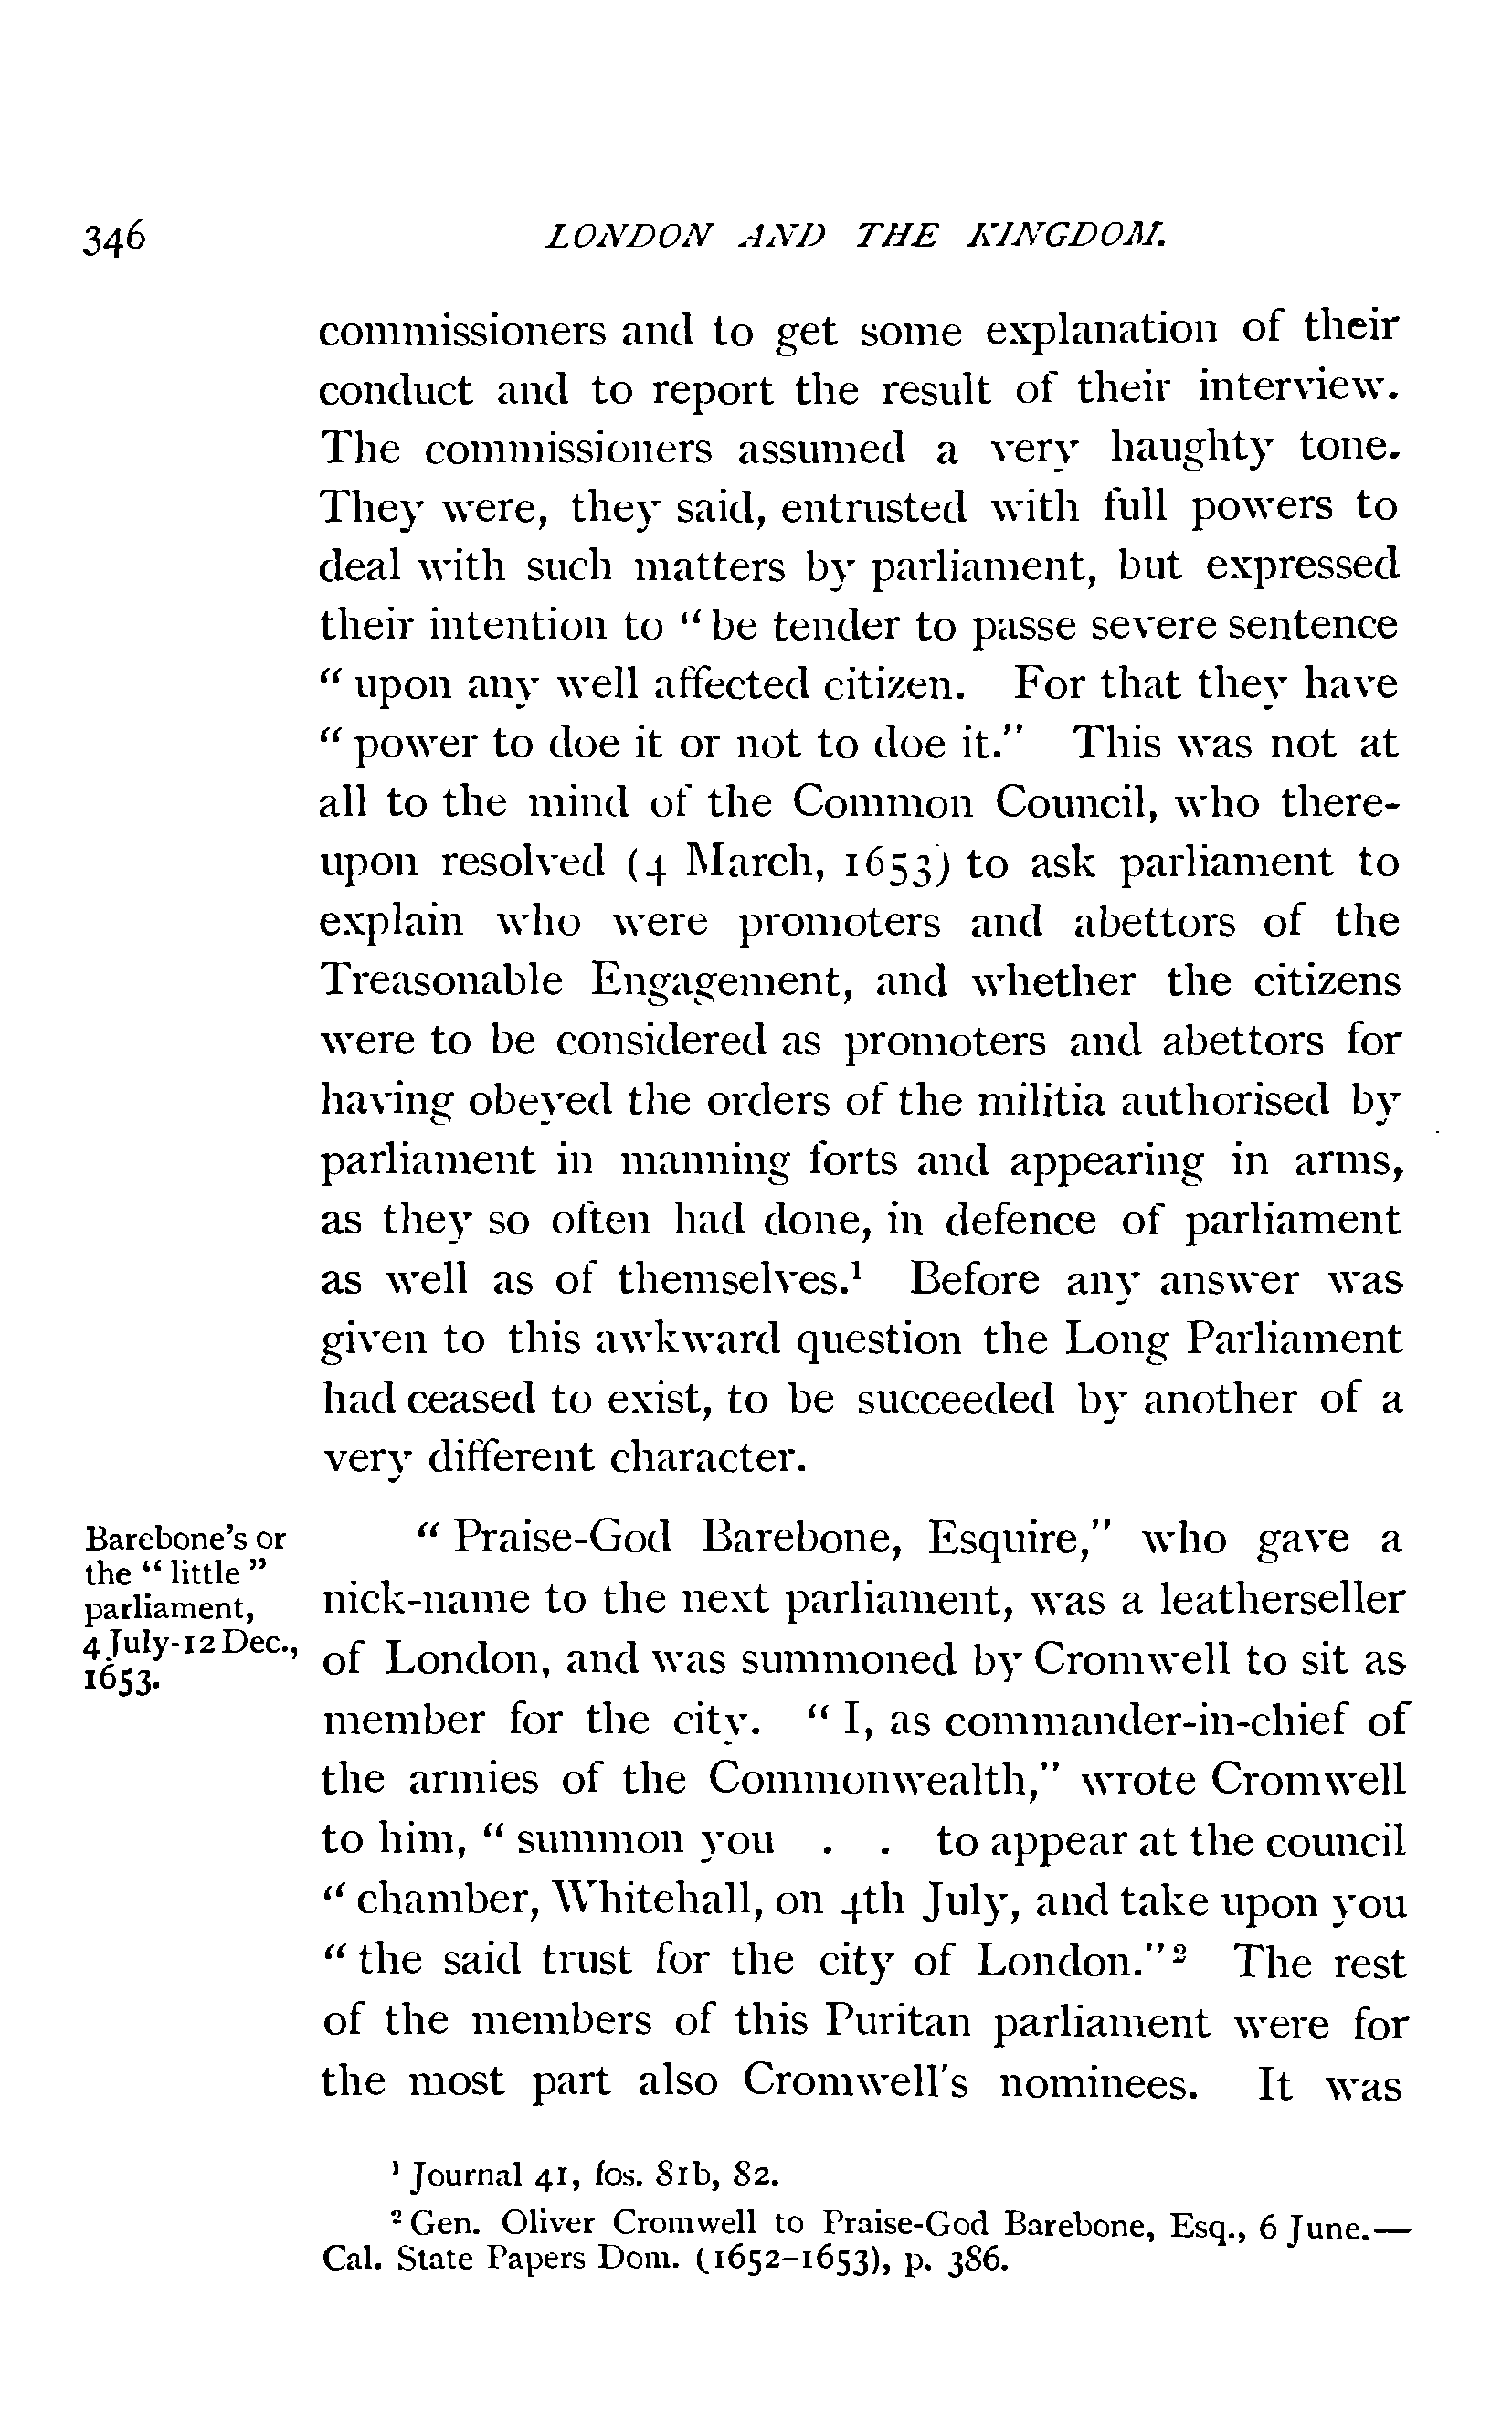 346 LONDON AND THE KINGDOM.
commissioners and to get some explanation of their
conduct and to report the result of their interview.
The commissioners assumed a very haughty tone.
They were, they said, entrusted with full powers to
deal with such matters by parliament, but expressed
their intention to “ be tender to passe severe sentence
“ upon any well affected citizen. For that they have
“ power to doe it or not to doe it.” This was not at
all to the mind of the Common Council, who there-
upon resolved (4 March, 1653) to ask parliament to
explain who were promoters and abettors of the
Treasonable Engagement, and whether the citizens
were to be considered as promoters and abettors for
having obeyed the orders of the militia authorised by
parliament in manning forts and appearing in arms,
as they so often had done, in defence of parliament
as well as of themselves.¹ Before any answer was
given to this awkward question the Long Parliament
had ceased to exist, to be succeeded by another of a
very different character.
Barebone’s or
the “ little ”
parliament,
4 July-12 Dec.,
1653.
“ Praise-God Barebone, Esquire,” who gave a
nick-name to the next parliament, was a leatherseller
of London, and was summoned by Cromwell to sit as
member for the city. “ I, as commander-in-chief of
the armies of the Commonwealth,” wrote Cromwell
to him, “ summon you . . to appear at the council
“ chamber, Whitehall, on 4th July, and take upon you
“ the said trust for the city of London.”² The rest
of the members of this Puritan parliament were for
the most part also Cromwell's nominees. It was
¹ Journal 41, fos. 81b, 82.
² Gen. Oliver Cromwell to Praise-God Barebone, Esq., 6 June.—
Cal. State Papers Dom. (1652-1653), p. 386.